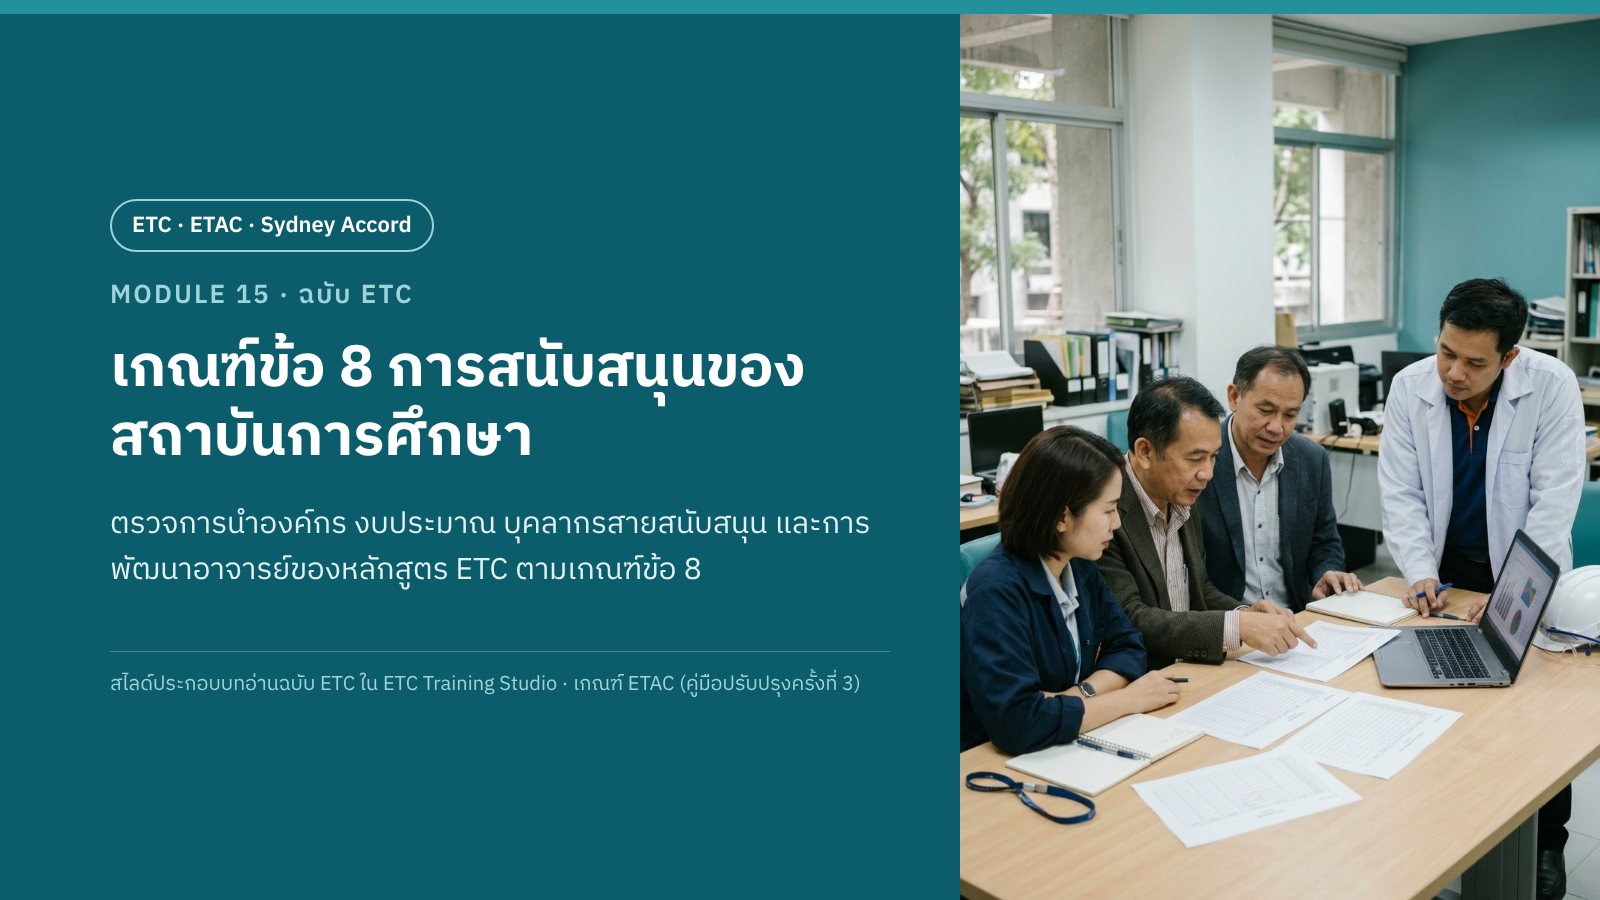 ETC · ETAC · Sydney Accord
MODULE 15 · ฉบับ ETC
เกณฑ์ข้อ 8 การสนับสนุนของ
สถาบันการศึกษา
ตรวจการนำองค์กร งบประมาณ บุคลากรสายสนับสนุน และการ
พัฒนาอาจารย์ของหลักสูตร ETC ตามเกณฑ์ข้อ 8
สไลด์ประกอบบทอ่านฉบับ ETC ใน ETC Training Studio · เกณฑ์ ETAC (คู่มือปรับปรุงครั้งที่ 3)